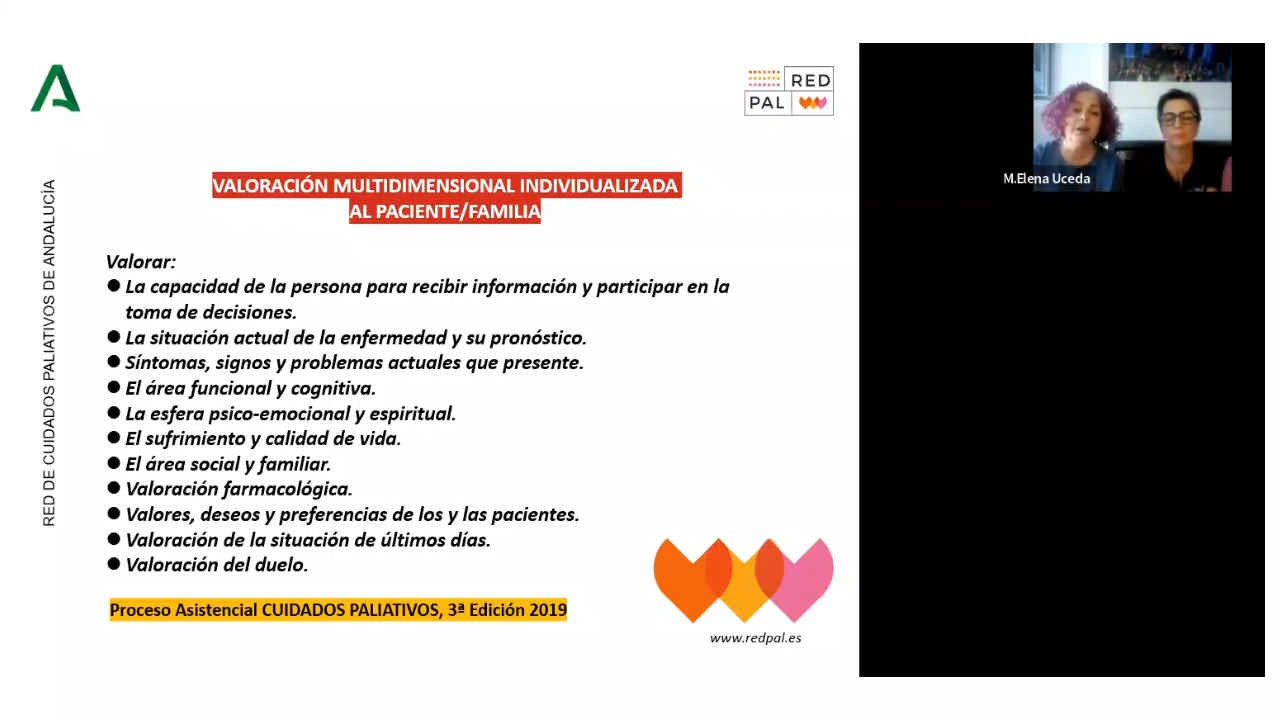 RED
PAL
RED DE CUIDADOS PALIATIVOS DE ANDALUCÍA
VALORACIÓN MULTIDIMENSIONAL INDIVIDUALIZADA
AL PACIENTE/FAMILIA
Valorar:
● La capacidad de la persona para recibir información y participar en la
toma de decisiones.
● La situación actual de la enfermedad y su pronóstico.
● Síntomas, signos y problemas actuales que presente.
● El área funcional y cognitiva.
● La esfera psico-emocional y espiritual.
● El sufrimiento y calidad de vida.
● El área social y familiar.
● Valoración farmacológica.
● Valores, deseos y preferencias de los y las pacientes.
● Valoración de la situación de últimos días.
● Valoración del duelo.
Proceso Asistencial CUIDADOS PALIATIVOS, 3ª Edición 2019
www.redpal.es
M.Elena Uceda